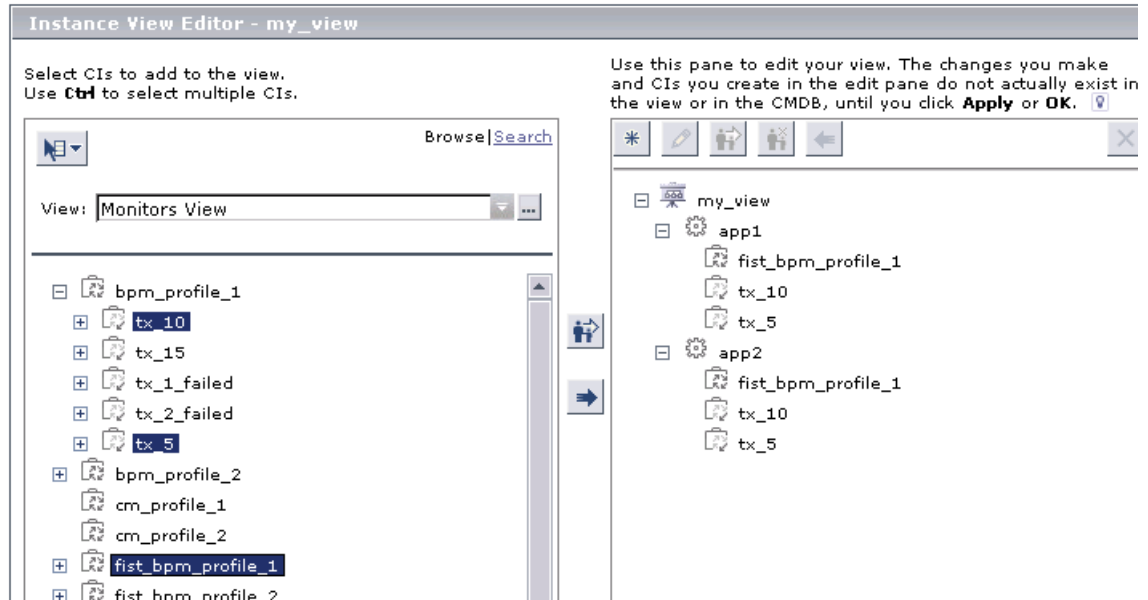 Instance View Editor - my_view
Select CIs to add to the view.
Use Ctrl to select multiple CIs.
Use this pane to edit your view. The changes you make
and CIs you create in the edit pane do not actually exist in
the view or in the CMDB, until you click Apply or OK.
Browse|Search
View: Monitors View
...
bpm_profile_1
tx_10
tx_15
tx_1_failed
tx_2_failed
tx_5
bpm_profile_2
cm_profile_1
cm_profile_2
fist_bpm_profile_1
fist_bpm_profile_2
my_view
app1
fist_bpm_profile_1
tx_10
tx_5
app2
fist_bpm_profile_1
tx_10
tx_5